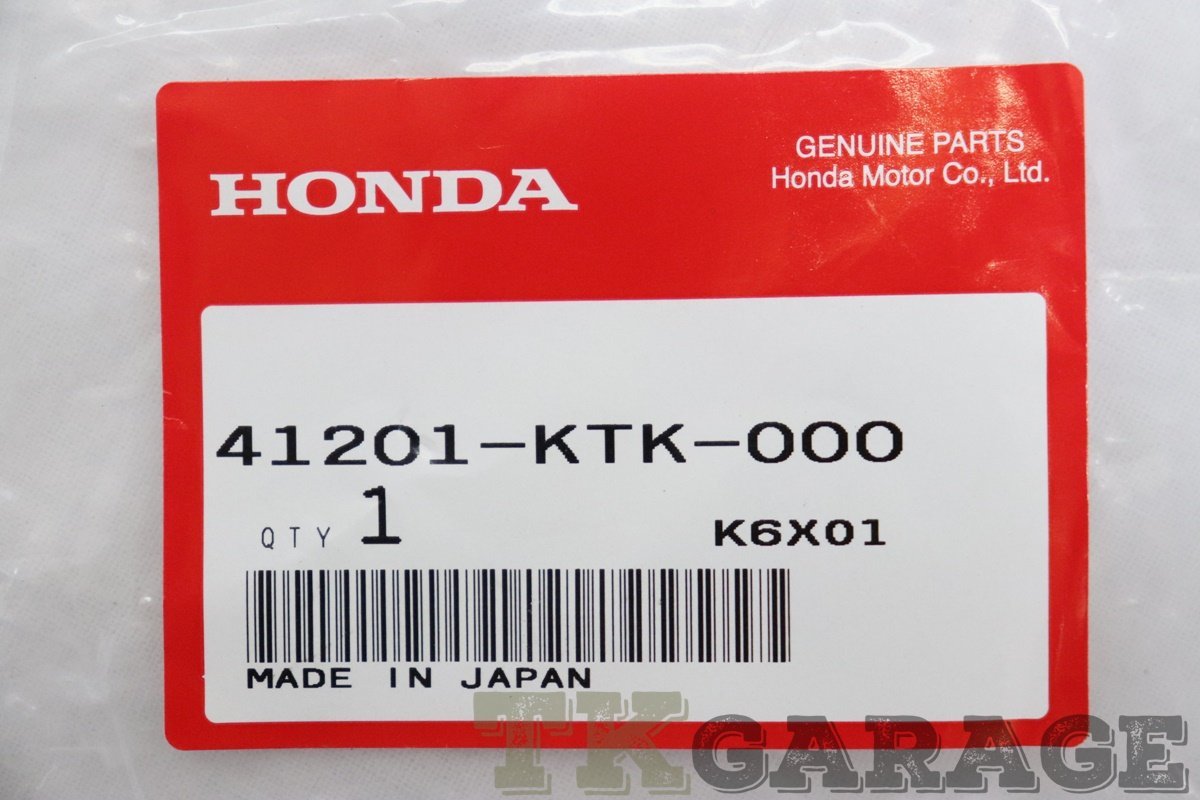 HONDA
GENUINE PARTS
Honda Motor Co., Ltd.
41201-KTK-000
QTY 1
K6X01
MADE IN JAPAN
TK GARAGE